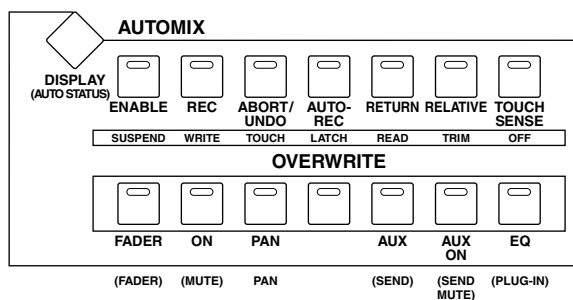 AUTOMIX
DISPLAY
(AUTO STATUS)
ENABLE REC ABORT/ AUTO- RETURN RELATIVE TOUCH
UNDO REC SENSE
SUSPEND WRITE TOUCH LATCH READ TRIM OFF
OVERWRITE
FADER ON PAN AUX AUX EQ
ON
(FADER) (MUTE) PAN (SEND) (SEND (PLUG-IN)
MUTE)